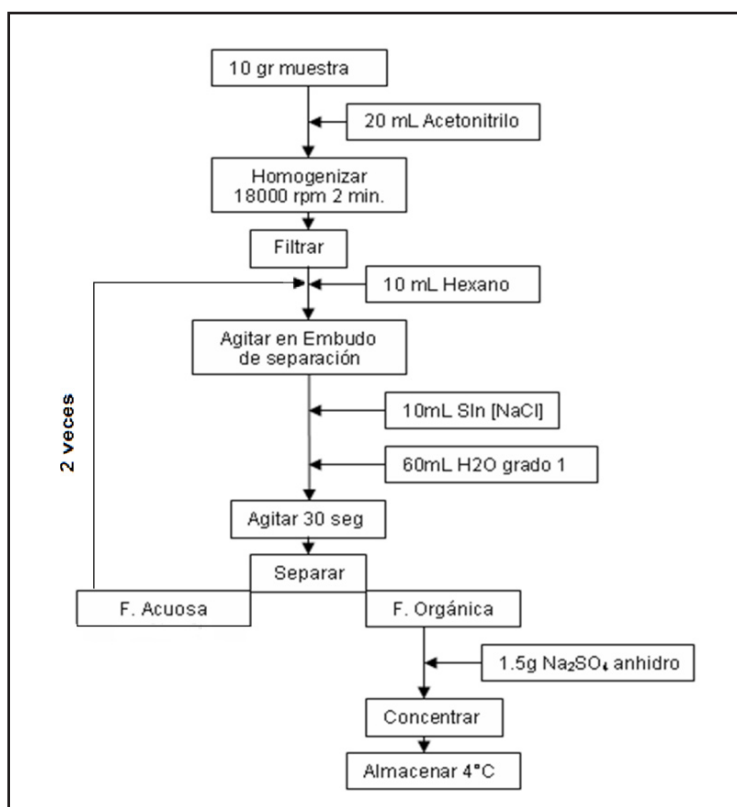 10 gr muestra
20 mL Acetonitrilo
Homogenizar
18000 rpm 2 min.
Filtrar
10 mL Hexano
Agitar en Embudo
de separación
10mL Sln [NaCl]
60mL H2O grado 1
Agitar 30 seg
Separar
2 veces
F. Acuosa
F. Orgánica
1.5g Na₂SO₄ anhidro
Concentrar
Almacenar 4°C